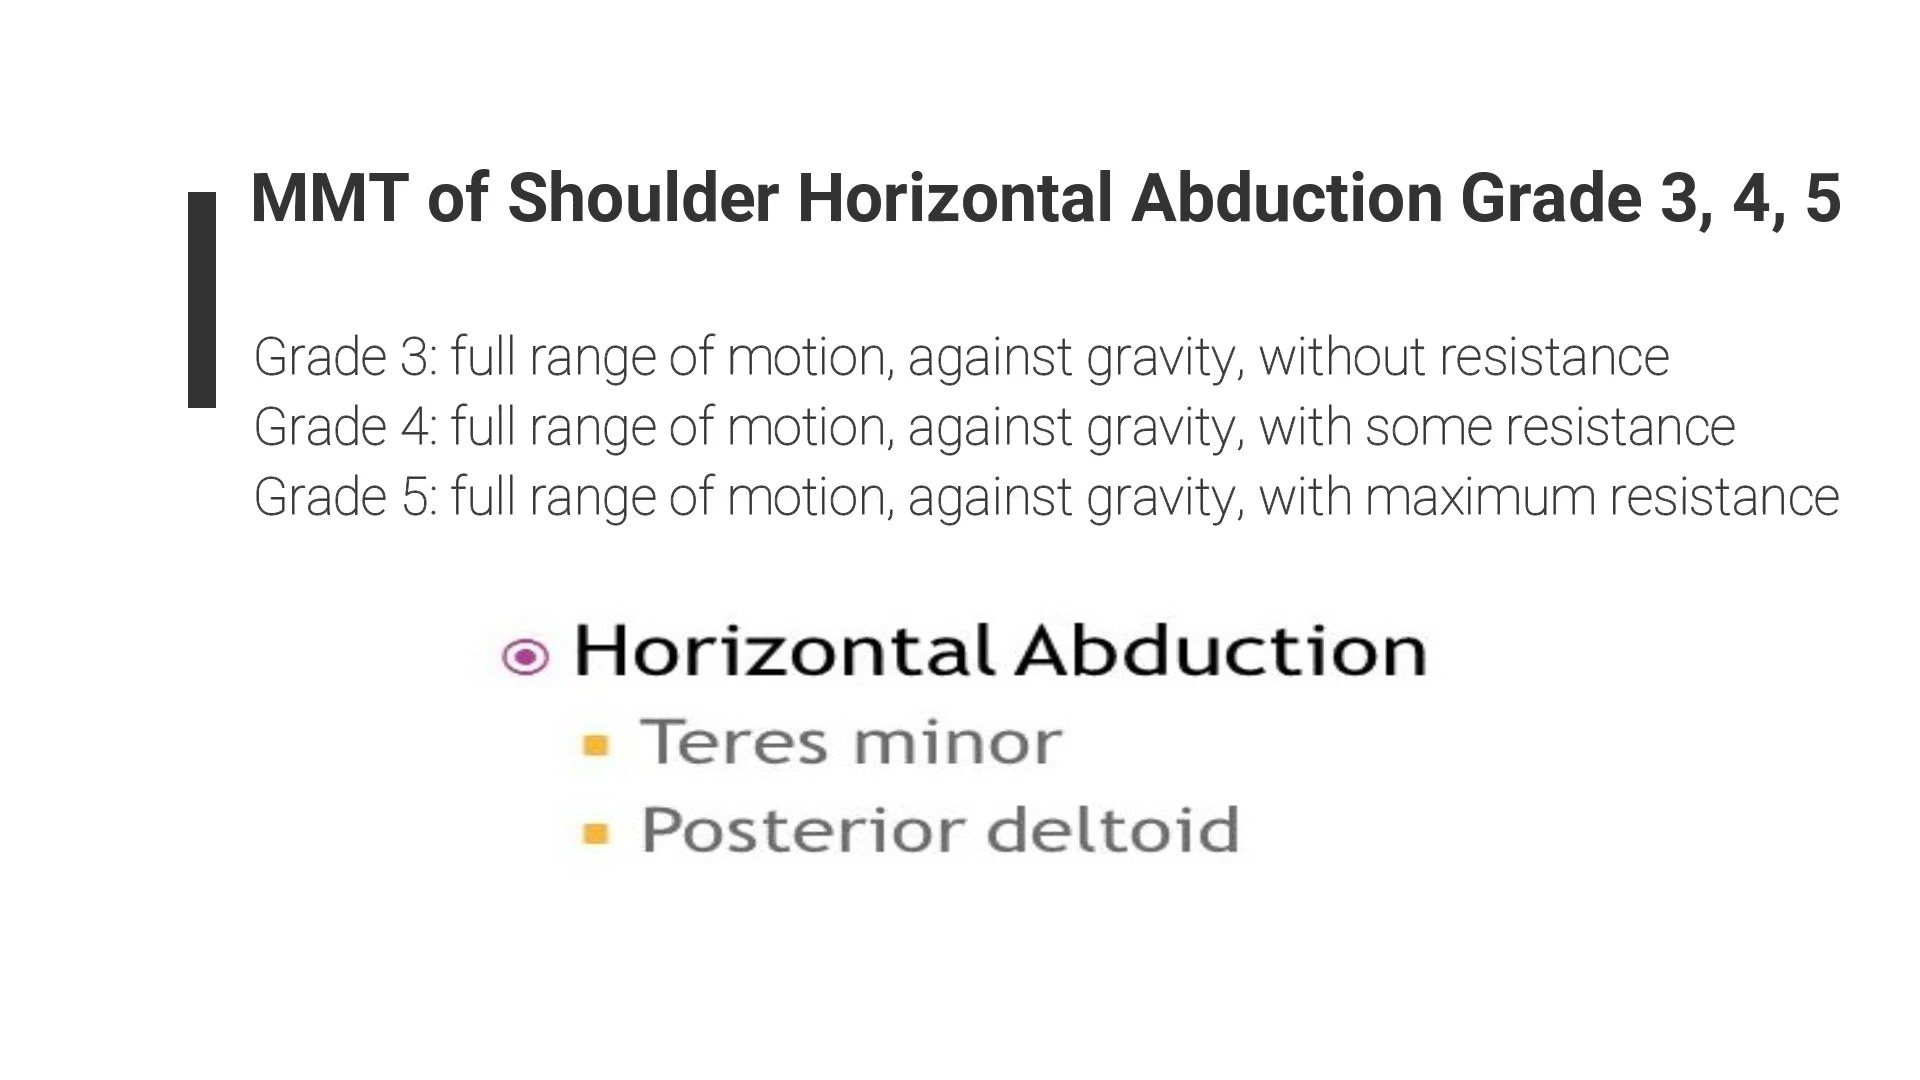 MMT of Shoulder Horizontal Abduction Grade 3, 4, 5
Grade 3: full range of motion, against gravity, without resistance
Grade 4: full range of motion, against gravity, with some resistance
Grade 5: full range of motion, against gravity, with maximum resistance
Horizontal Abduction
Teres minor
Posterior deltoid